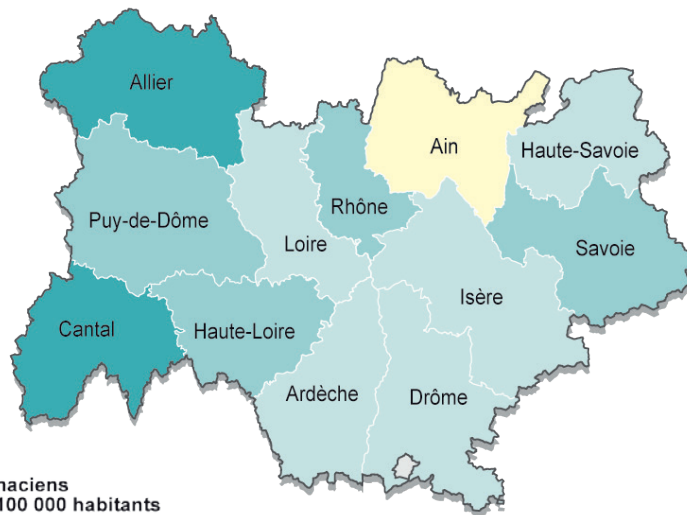 Allier
Ain
Haute-Savoie
Rhône
Puy-de-Dôme
Loire
Savoie
Isère
Cantal
Haute-Loire
Ardèche
Drôme
naciens
100 000 habitants